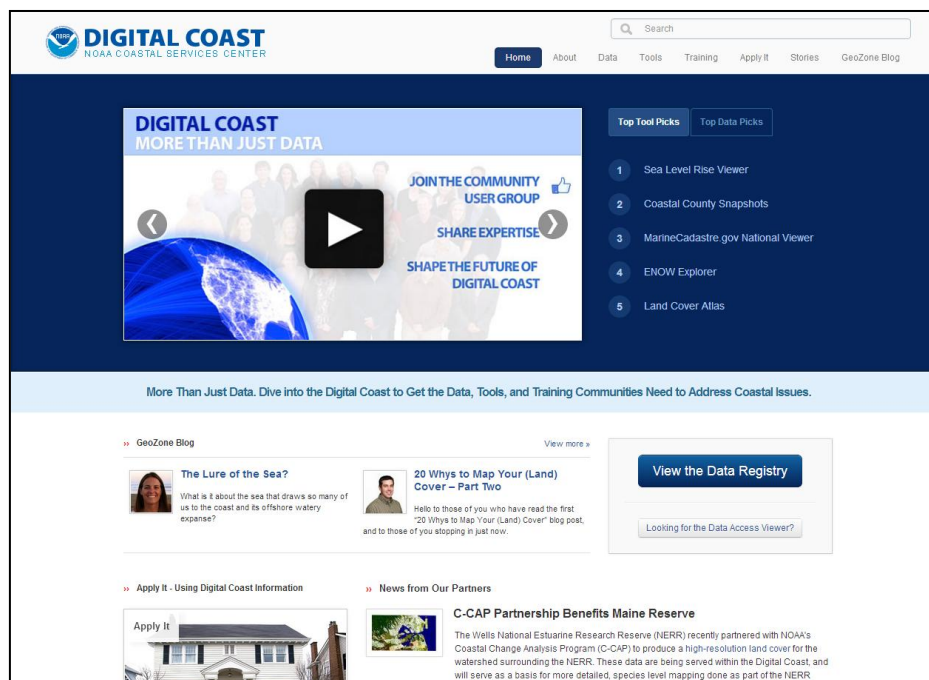 NOAA
DIGITAL COAST
NOAA COASTAL SERVICES CENTER
Search
Home About Data Tools Training Apply It Stories GeoZone Blog
DIGITAL COAST
MORE THAN JUST DATA
JOIN THE COMMUNITY
USER GROUP
SHARE EXPERTISE
SHAPE THE FUTURE OF
DIGITAL COAST
Top Tool Picks Top Data Picks
1 Sea Level Rise Viewer
2 Coastal County Snapshots
3 MarineCadastre.gov National Viewer
4 ENOW Explorer
5 Land Cover Atlas
More Than Just Data. Dive into the Digital Coast to Get the Data, Tools, and Training Communities Need to Address Coastal Issues.
›› GeoZone Blog View more »
The Lure of the Sea?
What is it about the sea that draws so many of
us to the coast and its offshore watery
expanse?
20 Whys to Map Your (Land)
Cover – Part Two
Hello to those of you who have read the first
"20 Whys to Map Your (Land) Cover" blog post,
and to those of you stopping in just now.
View the Data Registry
Looking for the Data Access Viewer?
›› Apply It - Using Digital Coast Information
Apply It
›› News from Our Partners
C-CAP Partnership Benefits Maine Reserve
The Wells National Estuarine Research Reserve (NERR) recently partnered with NOAA's
Coastal Change Analysis Program (C-CAP) to produce a high-resolution land cover for the
watershed surrounding the NERR. These data are being served within the Digital Coast, and
will serve as a basis for more detailed, species level mapping done as part of the NERR